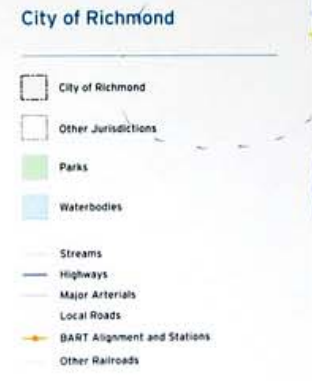 City of Richmond
City of Richmond
Other Jurisdictions
Parks
Waterbodies
Streams
Highways
Major Arterials
Local Roads
BART Alignment and Stations
Other Railroads